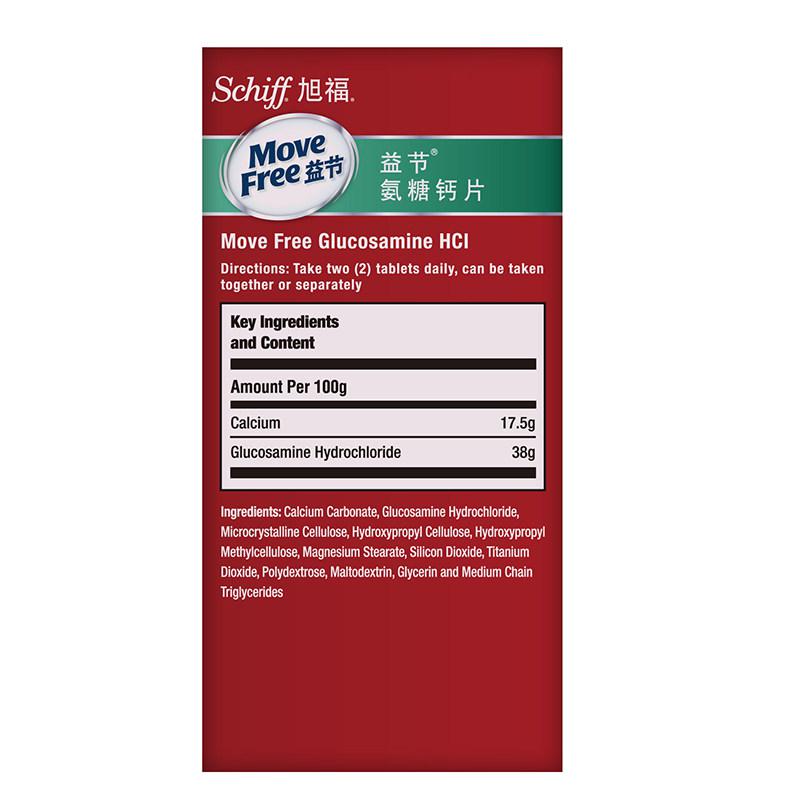 Schiff® 旭福®
Move
Free 益节
益节®
氨糖钙片
Move Free Glucosamine HCl
Directions: Take two (2) tablets daily, can be taken
together or separately
Key Ingredients
and Content
Amount Per 100g
Calcium 17.5g
Glucosamine Hydrochloride 38g
Ingredients: Calcium Carbonate, Glucosamine Hydrochloride,
Microcrystalline Cellulose, Hydroxypropyl Cellulose, Hydroxypropyl
Methylcellulose, Magnesium Stearate, Silicon Dioxide, Titanium
Dioxide, Polydextrose, Maltodextrin, Glycerin and Medium Chain
Triglycerides